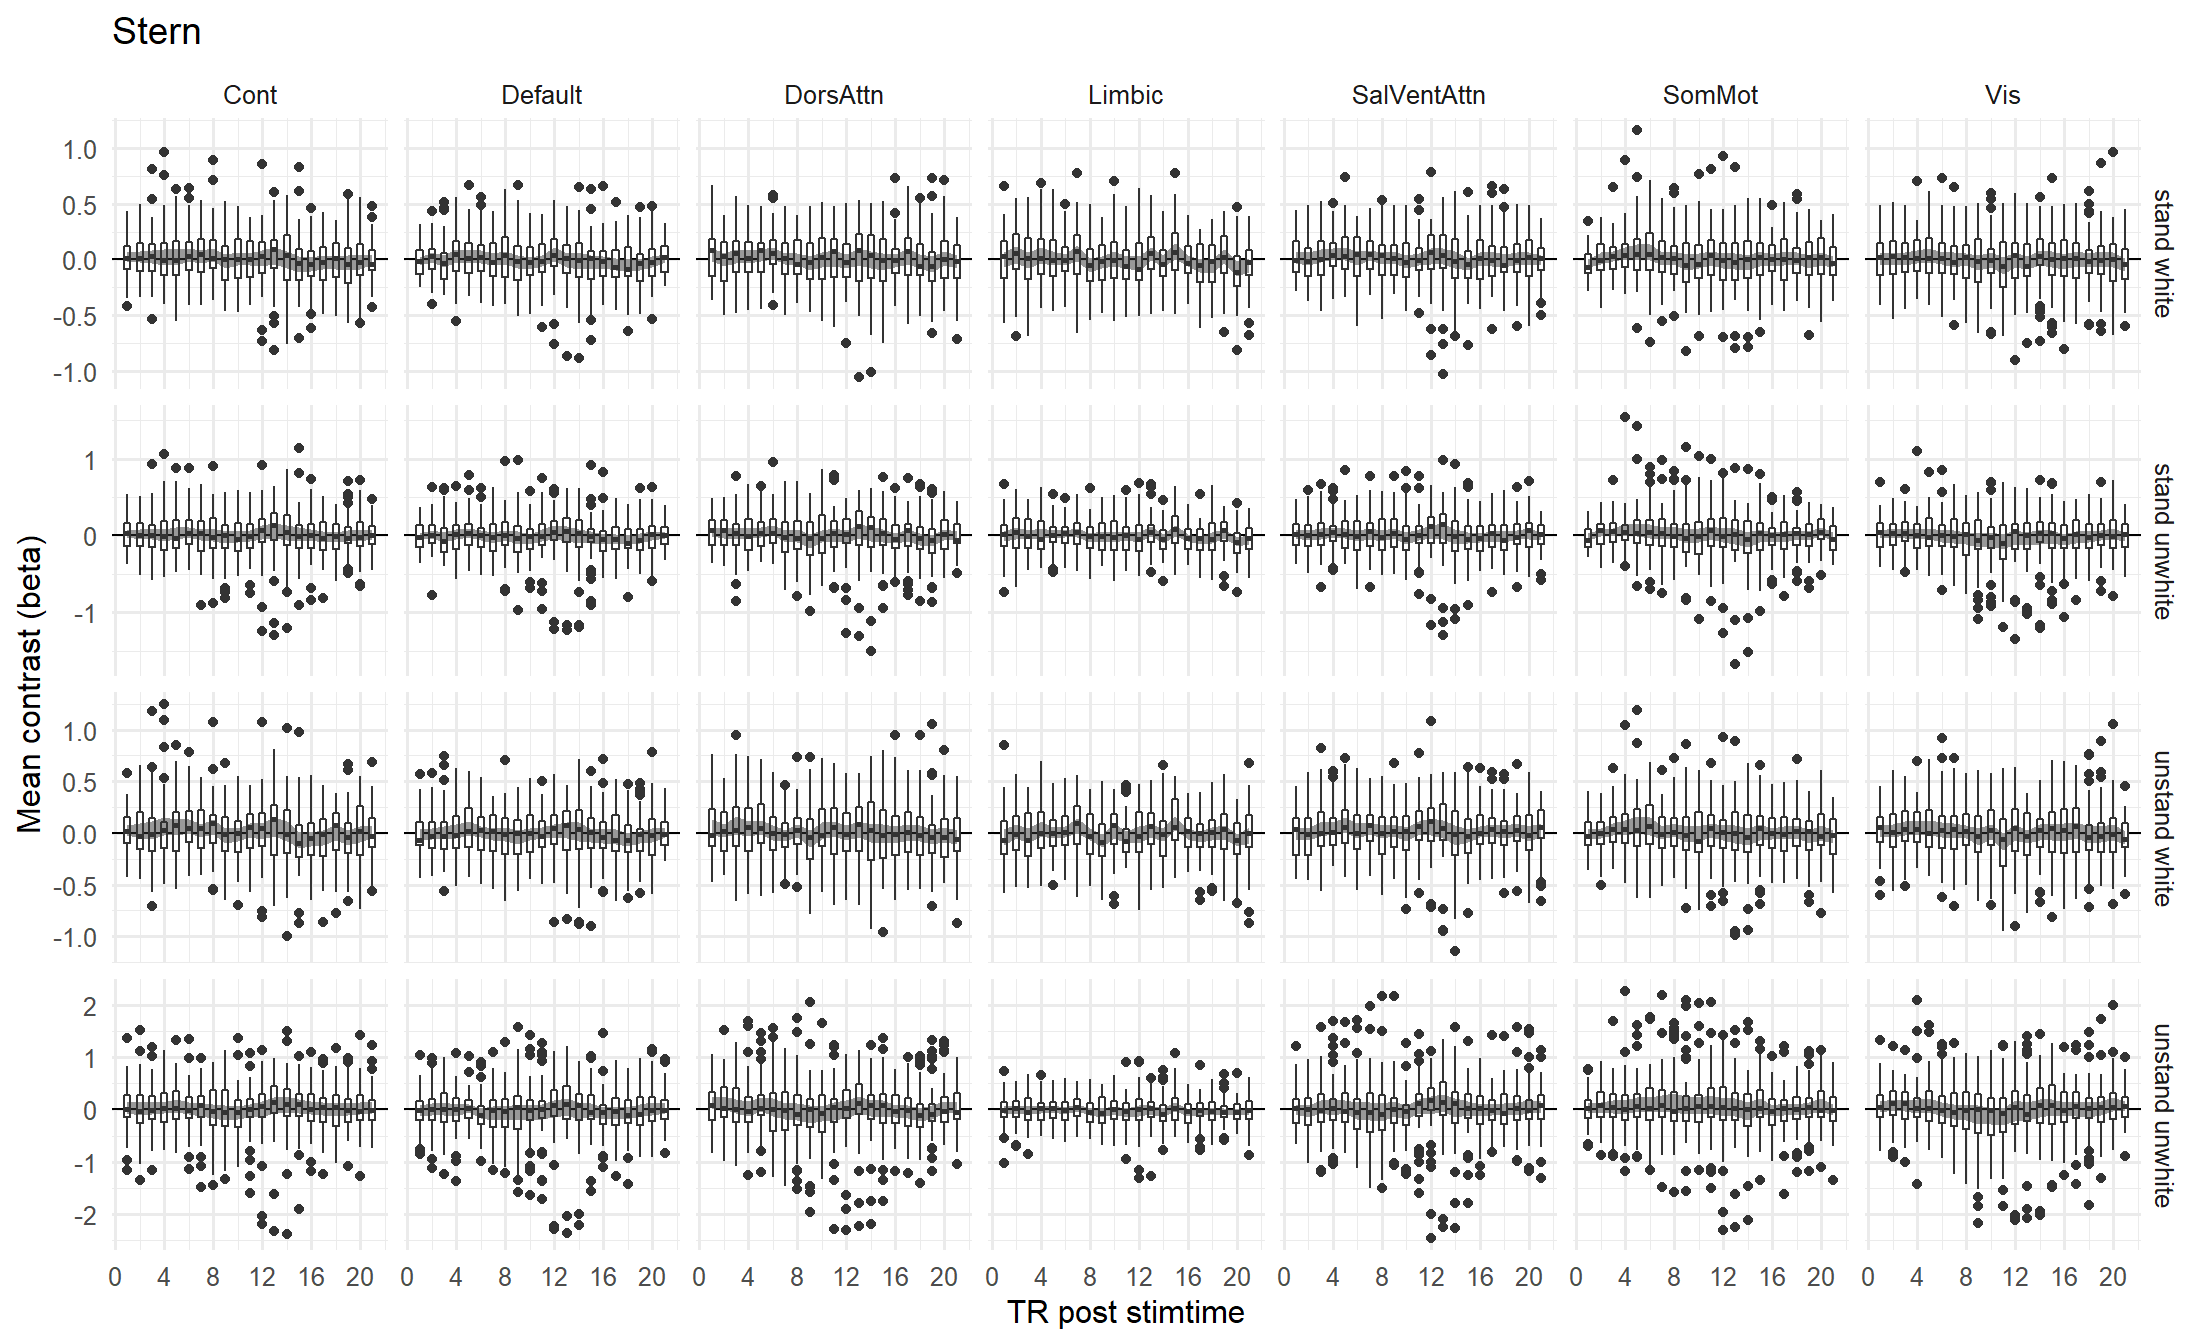 Stern
Cont Default DorsAttn Limbic SalVentAttn SomMot Vis
1.0
0.5
0.0
-0.5
-1.0
stand white
1
0
-1
stand unwhite
Mean contrast (beta)
1.0
0.5
0.0
-0.5
-1.0
unstand white
2
1
0
-1
-2
unstand unwhite
0 4 8 12 16 20 0 4 8 12 16 20 0 4 8 12 16 20 0 4 8 12 16 20 0 4 8 12 16 20 0 4 8 12 16 20 0 4 8 12 16 20
TR post stimtime